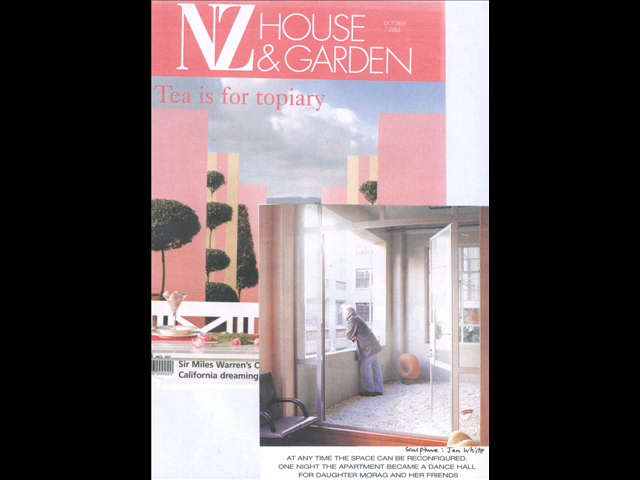 NZ HOUSE
& GARDEN
OCTOBER
2002
Tea is for topiary
Sir Miles Warren's C
California dreaming
Sculpture: Jen White
AT ANY TIME THE SPACE CAN BE RECONFIGURED.
ONE NIGHT THE APARTMENT BECAME A DANCE HALL
FOR DAUGHTER MORAG AND HER FRIENDS